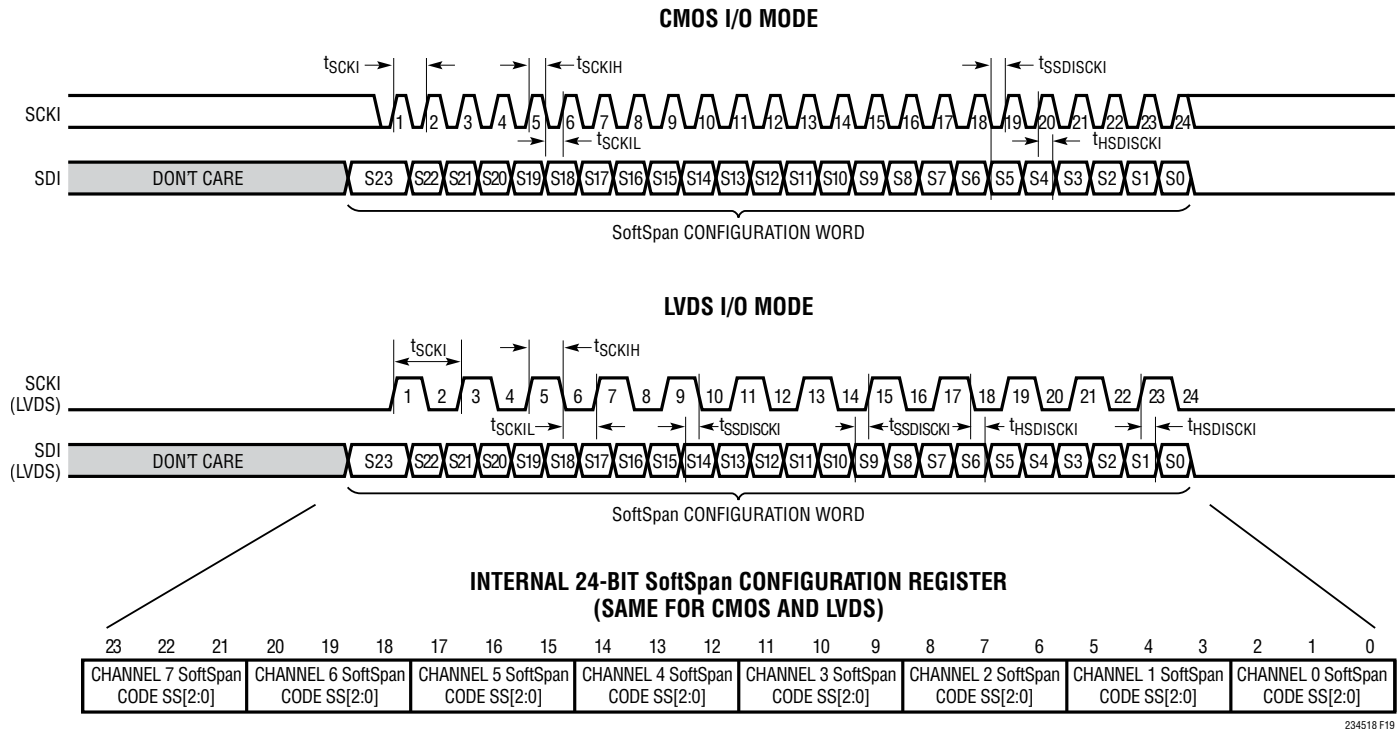 CMOS I/O MODE
tSCKI tSCKIH tSSDISCKI
SCKI 1 2 3 4 5 6 7 8 9 10 11 12 13 14 15 16 17 18 19 20 21 22 23 24
tSCKIL tHSDISCKI
SDI DON'T CARE S23 S22 S21 S20 S19 S18 S17 S16 S15 S14 S13 S12 S11 S10 S9 S8 S7 S6 S5 S4 S3 S2 S1 S0
SoftSpan CONFIGURATION WORD
LVDS I/O MODE
tSCKI tSCKIH
SCKI
(LVDS)
1 2 3 4 5 6 7 8 9 10 11 12 13 14 15 16 17 18 19 20 21 22 23 24
tSCKIL tSSDISCKI tSSDISCKI tHSDISCKI tHSDISCKI
SDI
(LVDS)
DON'T CARE S23 S22 S21 S20 S19 S18 S17 S16 S15 S14 S13 S12 S11 S10 S9 S8 S7 S6 S5 S4 S3 S2 S1 S0
SoftSpan CONFIGURATION WORD
INTERNAL 24-BIT SoftSpan CONFIGURATION REGISTER
(SAME FOR CMOS AND LVDS)
23 22 21 20 19 18 17 16 15 14 13 12 11 10 9 8 7 6 5 4 3 2 1 0
CHANNEL 7 SoftSpan CHANNEL 6 SoftSpan CHANNEL 5 SoftSpan CHANNEL 4 SoftSpan CHANNEL 3 SoftSpan CHANNEL 2 SoftSpan CHANNEL 1 SoftSpan CHANNEL 0 SoftSpan
CODE SS[2:0] CODE SS[2:0] CODE SS[2:0] CODE SS[2:0] CODE SS[2:0] CODE SS[2:0] CODE SS[2:0] CODE SS[2:0]
234518 F19